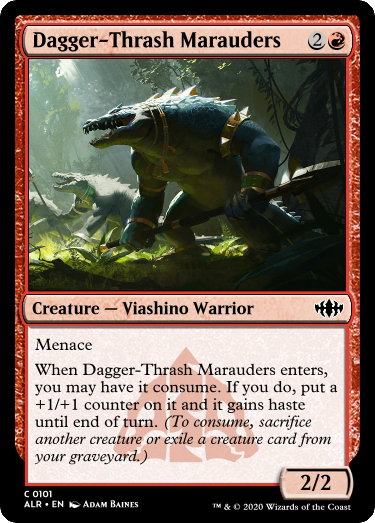 Dagger-Thrash Marauders 2
Creature — Viashino Warrior
Menace
When Dagger-Thrash Marauders enters,
you may have it consume. If you do, put a
+1/+1 counter on it and it gains haste
until end of turn. (To consume, sacrifice
another creature or exile a creature card from
your graveyard.)
2/2
C 0101
ALR • EN Adam Baines
™ & © 2020 Wizards of the Coast